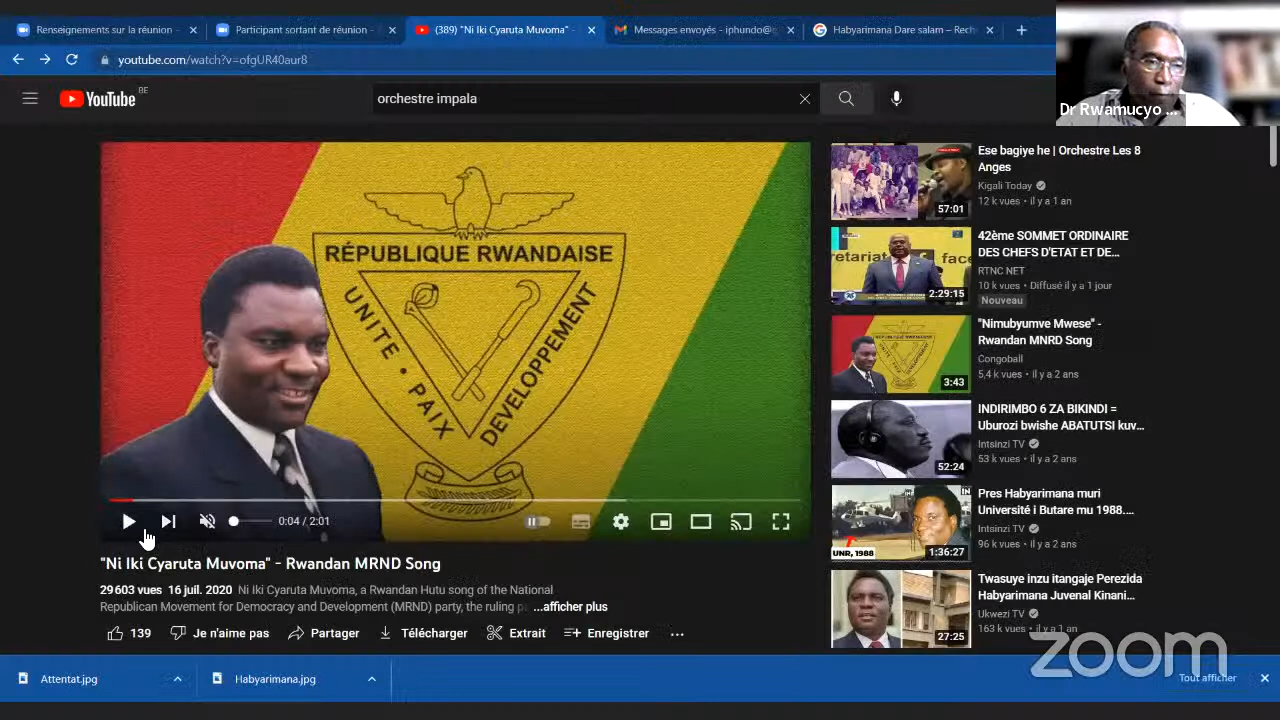 Renseignements sur la réunion -
Participant sortant de réunion -
(389) "Ni Iki Cyaruta Muvoma" -
Messages envoyés - iphundo@g
Habyarimana Dare salam – Rech
youtube.com/watch?v=ofgUR40aur8
Dr Rwamucyo ...
YouTube BE
orchestre impala
RÉPUBLIQUE RWANDAISE
UNITE • PAIX
DEVELOPPEMENT
0:04 / 2:01
"Ni Iki Cyaruta Muvoma" - Rwandan MRND Song
29 603 vues 16 juil. 2020 Ni Iki Cyaruta Muvoma, a Rwandan Hutu song of the National
Republican Movement for Democracy and Development (MRND) party, the ruling p ...afficher plus
139 Je n'aime pas Partager Télécharger Extrait Enregistrer ...
Ese bagiye he | Orchestre Les 8
Anges
Kigali Today
12 k vues • il y a 1 an
57:01
42ème SOMMET ORDINAIRE
DES CHEFS D'ETAT ET DE...
RTNC NET
10 k vues • Diffusé il y a 1 jour
Nouveau
2:29:15
"Nimubyumve Mwese" -
Rwandan MNRD Song
Congoball
5,4 k vues • il y a 2 ans
3:43
INDIRIMBO 6 ZA BIKINDI =
Uburozi bwishe ABATUTSI kuv...
Intsinzi TV
53 k vues • il y a 2 ans
52:24
Pres Habyarimana muri
Université i Butare mu 1988....
Intsinzi TV
96 k vues • il y a 2 ans
UNR, 1988
1:36:27
Twasuye inzu itangaje Perezida
Habyarimana Juvenal Kinani...
Ukwezi TV
163 k vues • il y a 1 an
27:25
zoom
Attentat.jpg
Habyarimana.jpg
Tout afficher